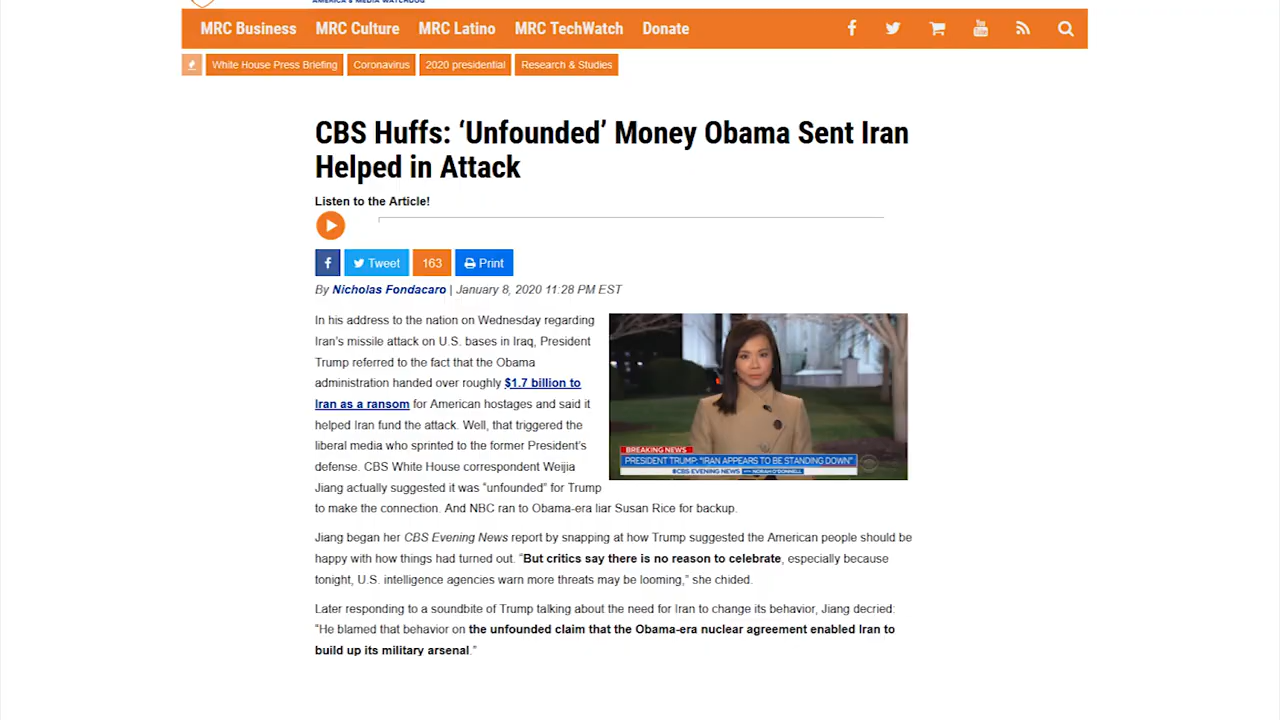 AMERICA'S MEDIA WATCHDOG
MRC Business MRC Culture MRC Latino MRC TechWatch Donate
White House Press Briefing Coronavirus 2020 presidential Research & Studies
CBS Huffs: ‘Unfounded’ Money Obama Sent Iran
Helped in Attack
Listen to the Article!
f Tweet 163 Print
By Nicholas Fondacaro | January 8, 2020 11:28 PM EST
In his address to the nation on Wednesday regarding
Iran’s missile attack on U.S. bases in Iraq, President
Trump referred to the fact that the Obama
administration handed over roughly $1.7 billion to
Iran as a ransom for American hostages and said it
helped Iran fund the attack. Well, that triggered the
liberal media who sprinted to the former President’s
defense. CBS White House correspondent Weijia
Jiang actually suggested it was “unfounded” for Trump
to make the connection. And NBC ran to Obama-era liar Susan Rice for backup.
BREAKING NEWS
PRESIDENT TRUMP: "IRAN APPEARS TO BE STANDING DOWN"
CBS EVENING NEWS WITH NORAH O'DONNELL
Jiang began her CBS Evening News report by snapping at how Trump suggested the American people should be
happy with how things had turned out. “But critics say there is no reason to celebrate, especially because
tonight, U.S. intelligence agencies warn more threats may be looming,” she chided.
Later responding to a soundbite of Trump talking about the need for Iran to change its behavior, Jiang decried:
“He blamed that behavior on the unfounded claim that the Obama-era nuclear agreement enabled Iran to
build up its military arsenal.”